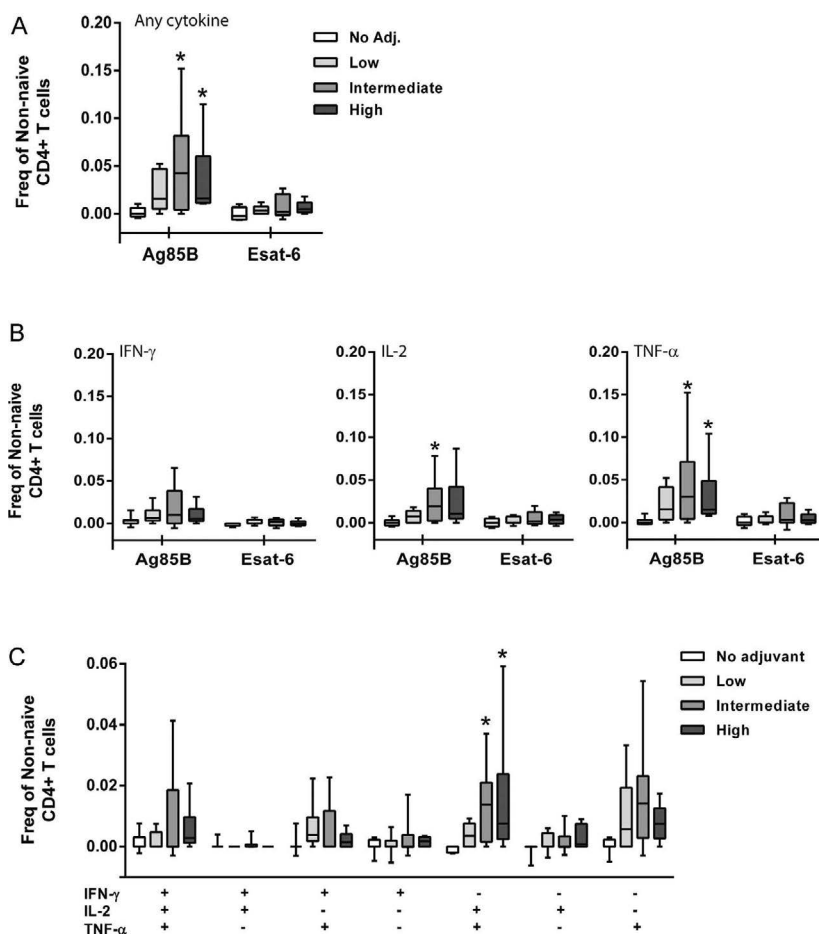 A
Any cytokine
0.20
0.15
0.10
0.05
0.00
Freq of Non-naive
CD4+ T cells
* *
Ag85B Esat-6
No Adj.
Low
Intermediate
High
B
IFN-γ
0.20
0.15
0.10
0.05
0.00
Freq of Non-naive
CD4+ T cells
Ag85B Esat-6
IL-2
0.20
0.15
0.10
0.05
0.00
*
Ag85B Esat-6
TNF-α
0.20
0.15
0.10
0.05
0.00
* *
Ag85B Esat-6
C
0.06
0.04
0.02
0.00
Freq of Non-naive
CD4+ T cells
* *
No adjuvant
Low
Intermediate
High
IFN-γ + + + + - - -
IL-2 + + - - + + -
TNF-α + - + - + - +